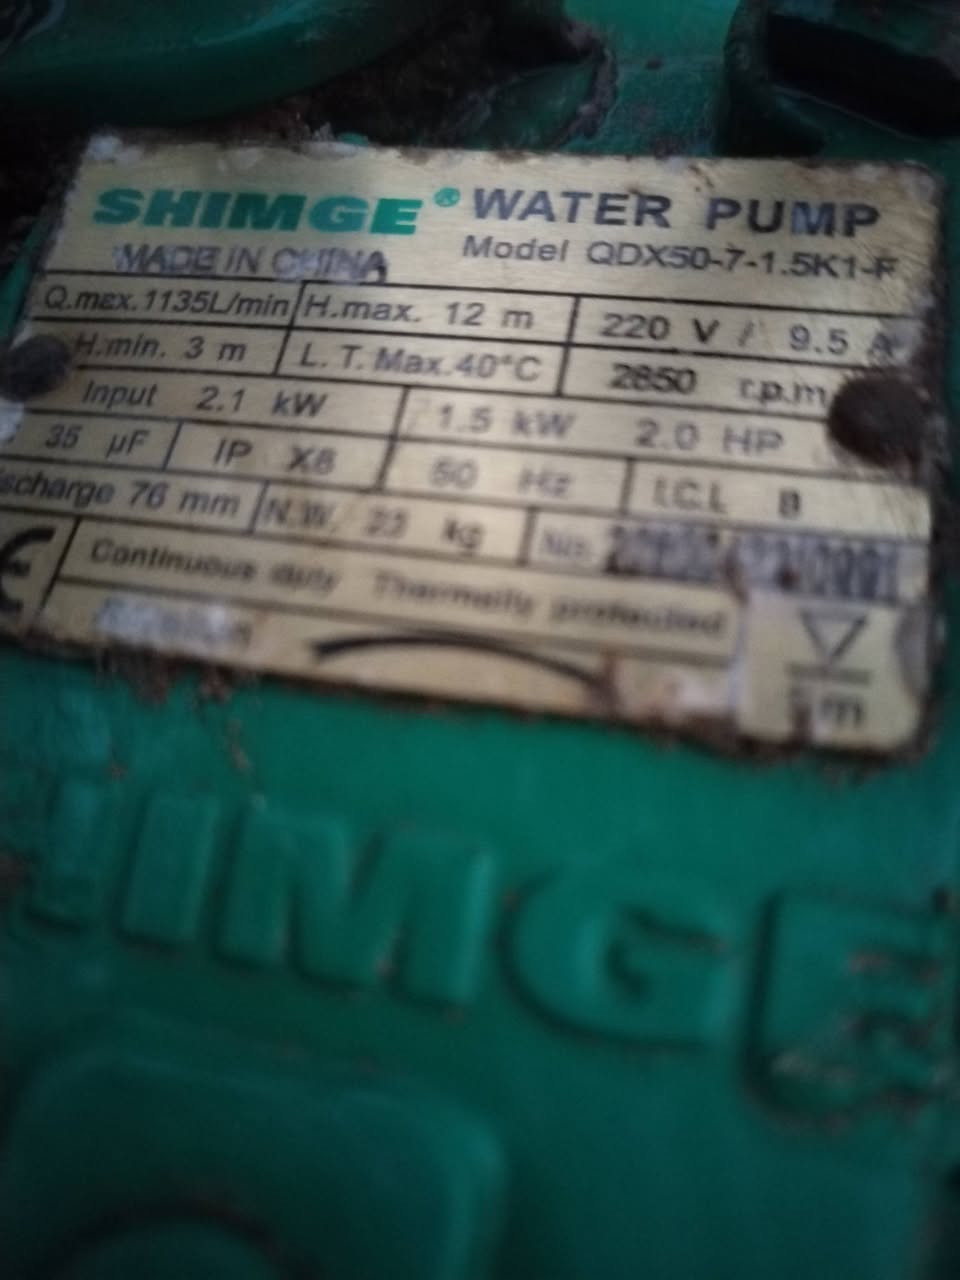 SHIMGE® WATER PUMP
MADE IN CHINA Model QDX50-7-1.5K1-F
Q.max.1135L/min H.max. 12 m 220 V / 9.5 A
H.min. 3 m L.T.Max.40°C 2850 r.p.m
Input 2.1 kW 1.5 kW 2.0 HP
35 µF IP X8 50 Hz I.CL B
scharge 76 mm N.W. 23 kg No.
Continuous duty Thermally protected
m
IMGE